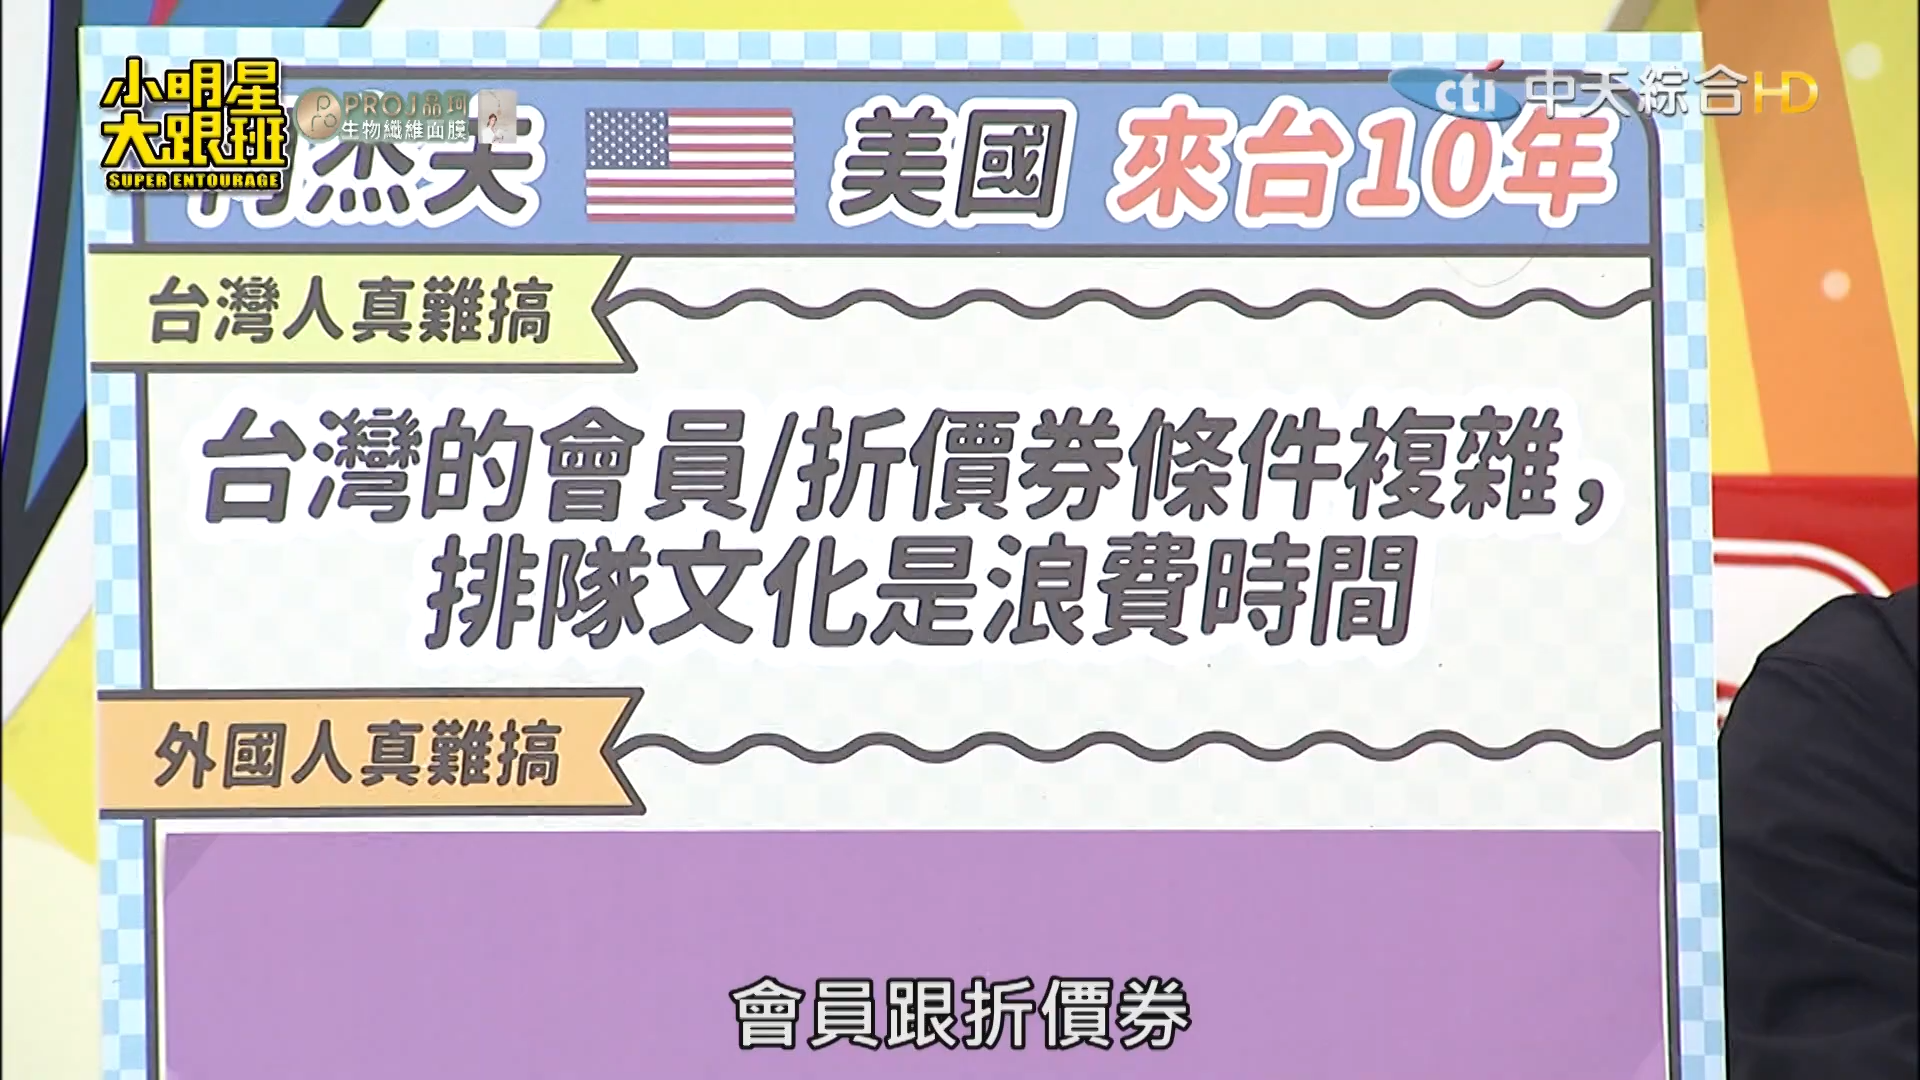 小明星
大跟班
SUPER ENTOURAGE
PROJ品珂
生物纖維面膜
cti 中天綜合HD
杰夫 美國 來台10年
台灣人真難搞
台灣的會員/折價券條件複雜,
排隊文化是浪費時間
外國人真難搞
會員跟折價券